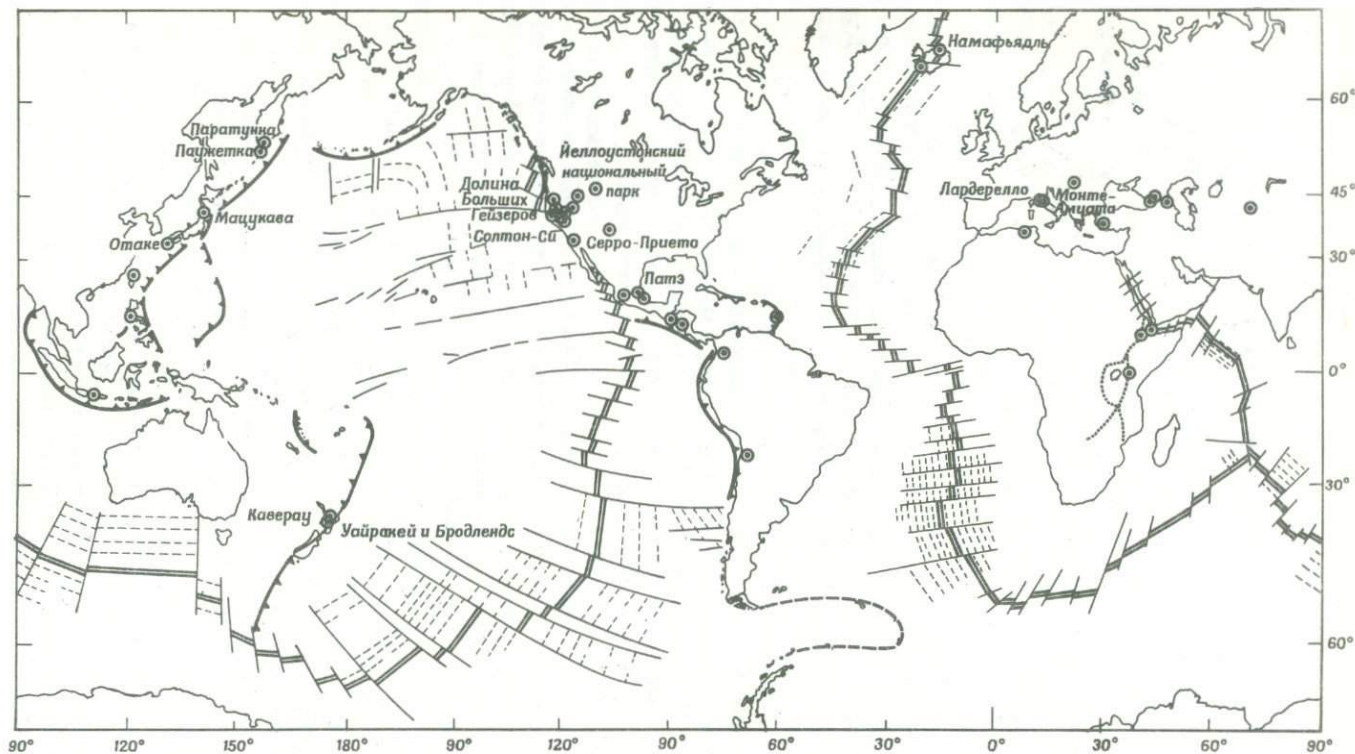 Намафьядль
60°
Паратунка
Паужетка
Йеллоустонский
национальный
парк
Долина
Больших
Гейзеров
Ларderелло
Монте-
Амиата
45°
Мацукава
Отаке
Солтон-Си
Серро-Прието
30°
Патэ
0°
30°
Каверау
Уайракей и Бродлендс
60°
90° 120° 150° 180° 150° 120° 90° 60° 30° 0° 30° 60° 90°